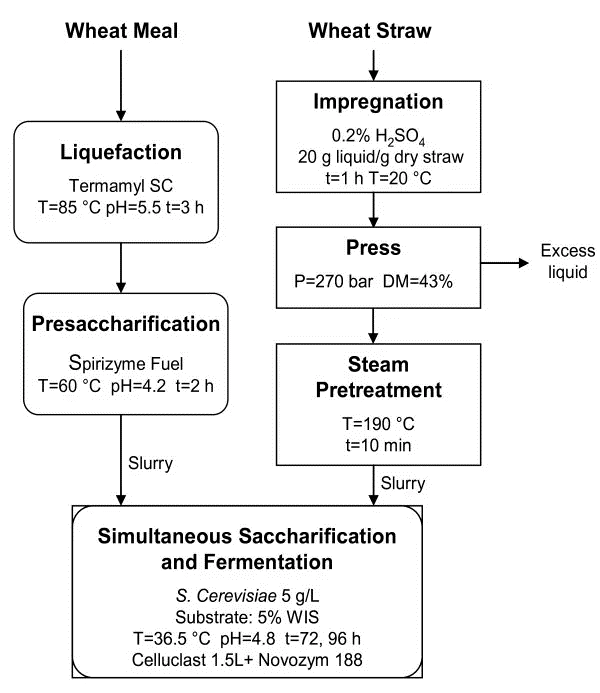 Wheat Meal
Wheat Straw
Liquefaction
Termamyl SC
T=85 °C pH=5.5 t=3 h
Presaccharification
Spirizyme Fuel
T=60 °C pH=4.2 t=2 h
Slurry
Impregnation
0.2% H₂SO₄
20 g liquid/g dry straw
t=1 h T=20 °C
Press
P=270 bar DM=43%
Excess
liquid
Steam
Pretreatment
T=190 °C
t=10 min
Slurry
Simultaneous Saccharification
and Fermentation
S. Cerevisiae 5 g/L
Substrate: 5% WIS
T=36.5 °C pH=4.8 t=72, 96 h
Celluclast 1.5L+ Novozym 188